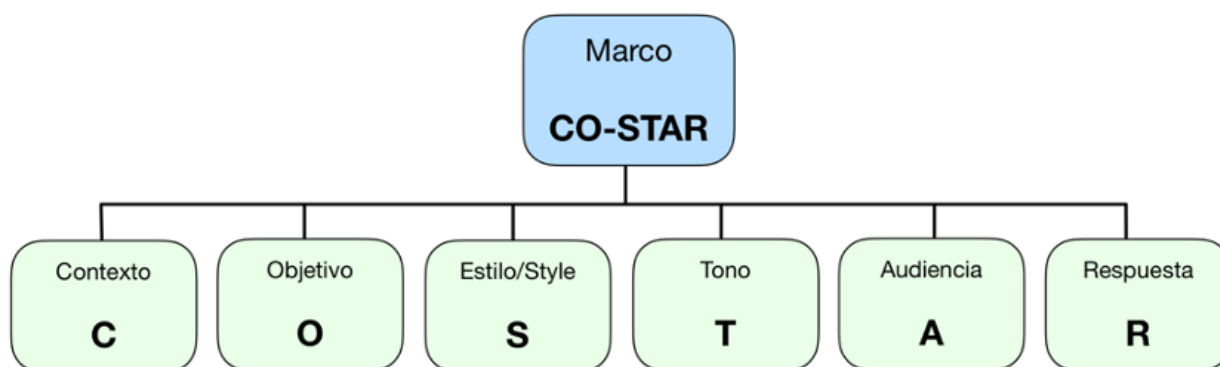 Marco
CO-STAR
Contexto
C
Objetivo
O
Estilo/Style
S
Tono
T
Audiencia
A
Respuesta
R